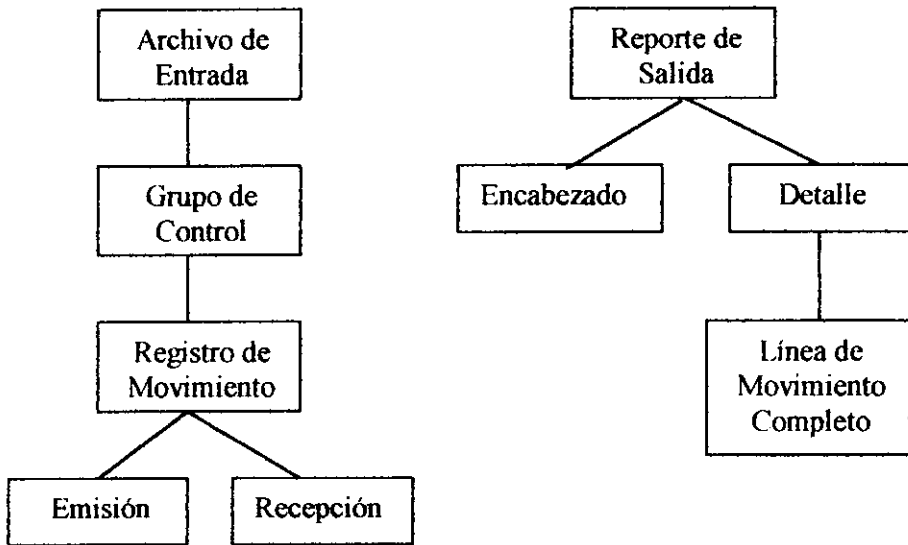 Archivo de
Entrada
Grupo de
Control
Registro de
Movimiento
Emisión
Recepción
Reporte de
Salida
Encabezado
Detalle
Línea de
Movimiento
Completo